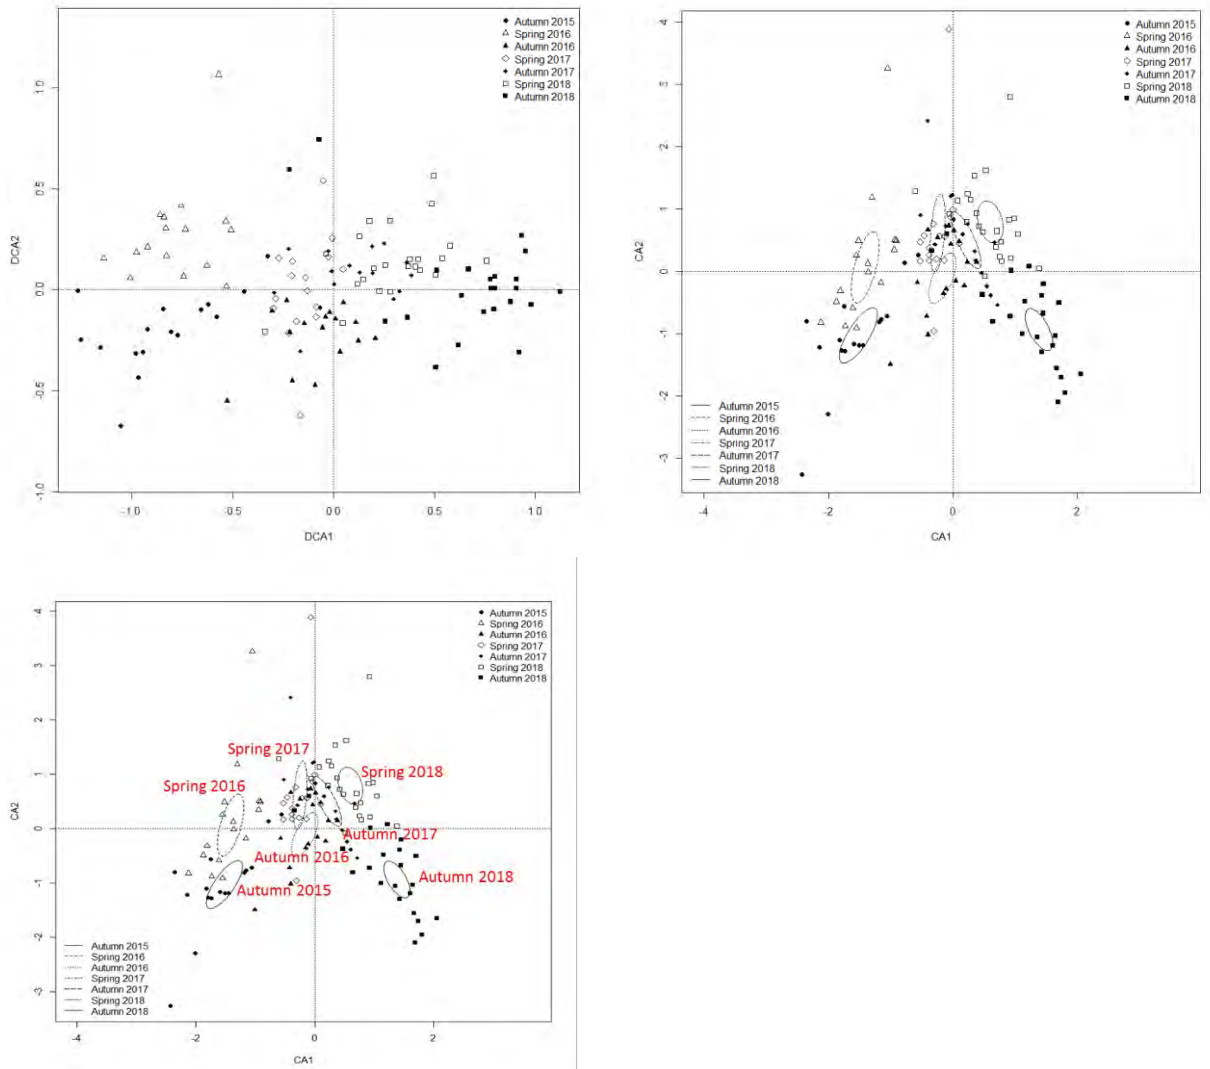 Autumn 2015
Spring 2016
Autumn 2016
Spring 2017
Autumn 2017
Spring 2018
Autumn 2018
1.0
0.5
0.0
-0.5
-1.0
DCA2
-1.0
-0.5
0.0
0.5
1.0
DCA1
Autumn 2015
Spring 2016
Autumn 2016
Spring 2017
Autumn 2017
Spring 2018
Autumn 2018
4
3
2
1
0
-1
-2
-3
CA2
Autumn 2015
Spring 2016
Autumn 2016
Spring 2017
Autumn 2017
Spring 2018
Autumn 2018
-4
-2
0
2
CA1
Autumn 2015
Spring 2016
Autumn 2016
Spring 2017
Autumn 2017
Spring 2018
Autumn 2018
4
3
2
1
0
-1
-2
-3
CA2
Spring 2017
Spring 2018
Spring 2016
Autumn 2017
Autumn 2016
Autumn 2018
Autumn 2015
Autumn 2015
Spring 2016
Autumn 2016
Spring 2017
Autumn 2017
Spring 2018
Autumn 2018
-4
-2
0
2
CA1